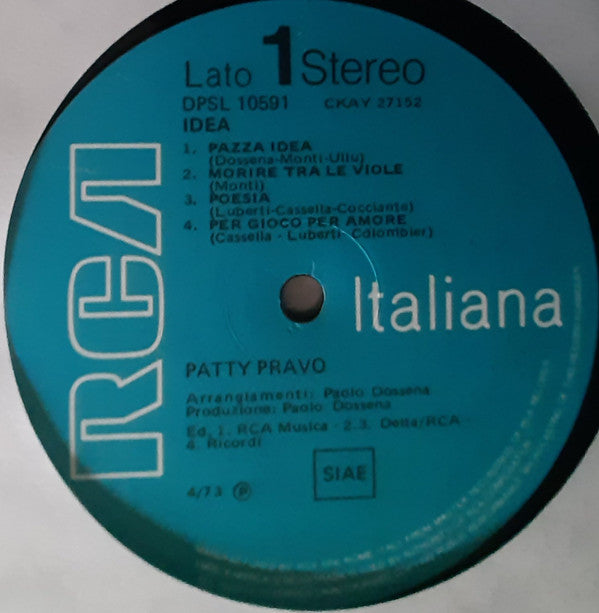 Lato 1 Stereo
DPSL 10591 CKAY 27152
IDEA
1. PAZZA IDEA
(Dossena-Monti-Ullu)
2. MORIRE TRA LE VIOLE
(Monti)
3. POESIA
(Luberti-Cassella-Cocciante)
4. PER GIOCO PER AMORE
(Cassella - Luberti - Colombier)
RCA
Italiana
PATTY PRAVO
Arrangiamenti: Paolo Dossena
Produzione: Paolo Dossena
Ed. 1. RCA Musica - 2.3. Delta/RCA -
4. Ricordi
SIAE
4/73 Ⓟ